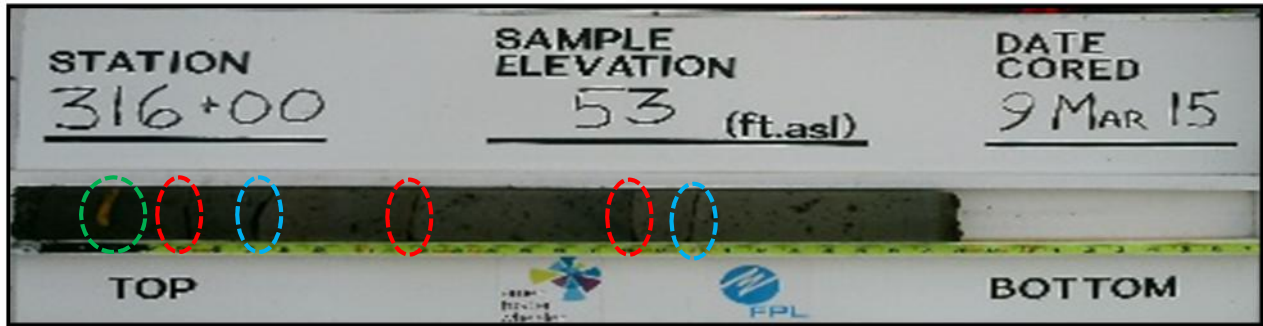 STATION
316+00
SAMPLE
ELEVATION
53 (ft.asl)
DATE
CORED
9 MAR 15
TOP
FPL
BOTTOM